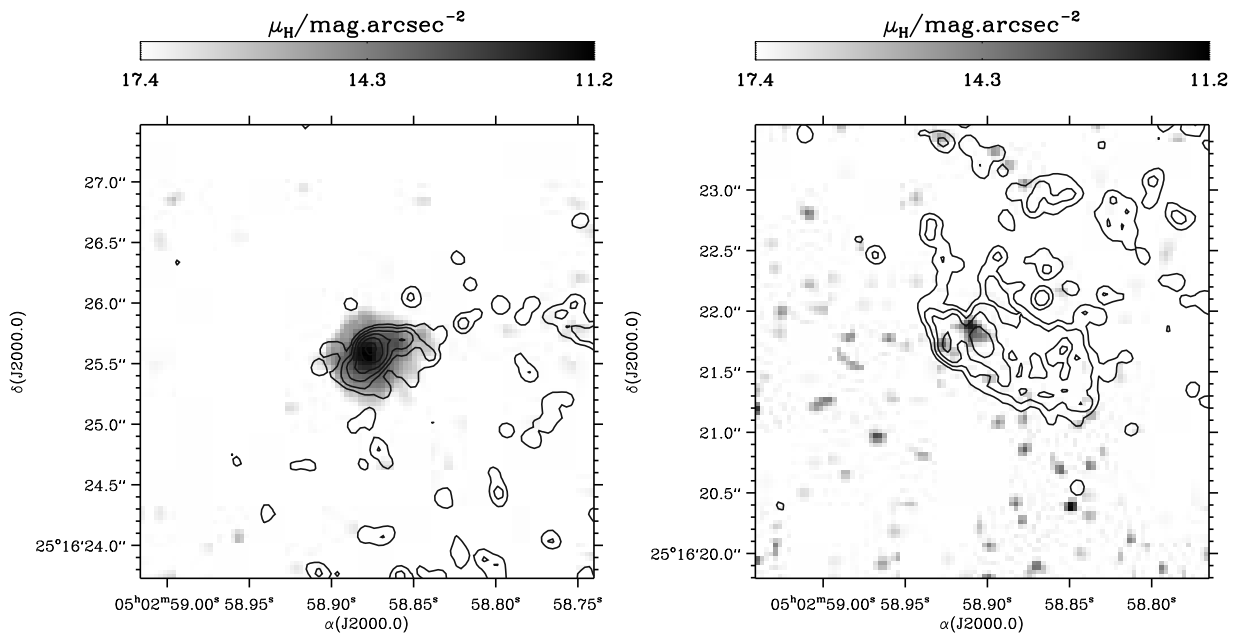 μH/mag.arcsec−2
17.4 14.3 11.2
27.0′′
26.5′′
26.0′′
25.5′′
25.0′′
24.5′′
25°16′24.0′′
δ(J2000.0)
05h02m59.00s 58.95s 58.90s 58.85s 58.80s 58.75s
α(J2000.0)
μH/mag.arcsec−2
17.4 14.3 11.2
23.0′′
22.5′′
22.0′′
21.5′′
21.0′′
20.5′′
25°16′20.0′′
δ(J2000.0)
05h02m59.00s 58.95s 58.90s 58.85s 58.80s
α(J2000.0)